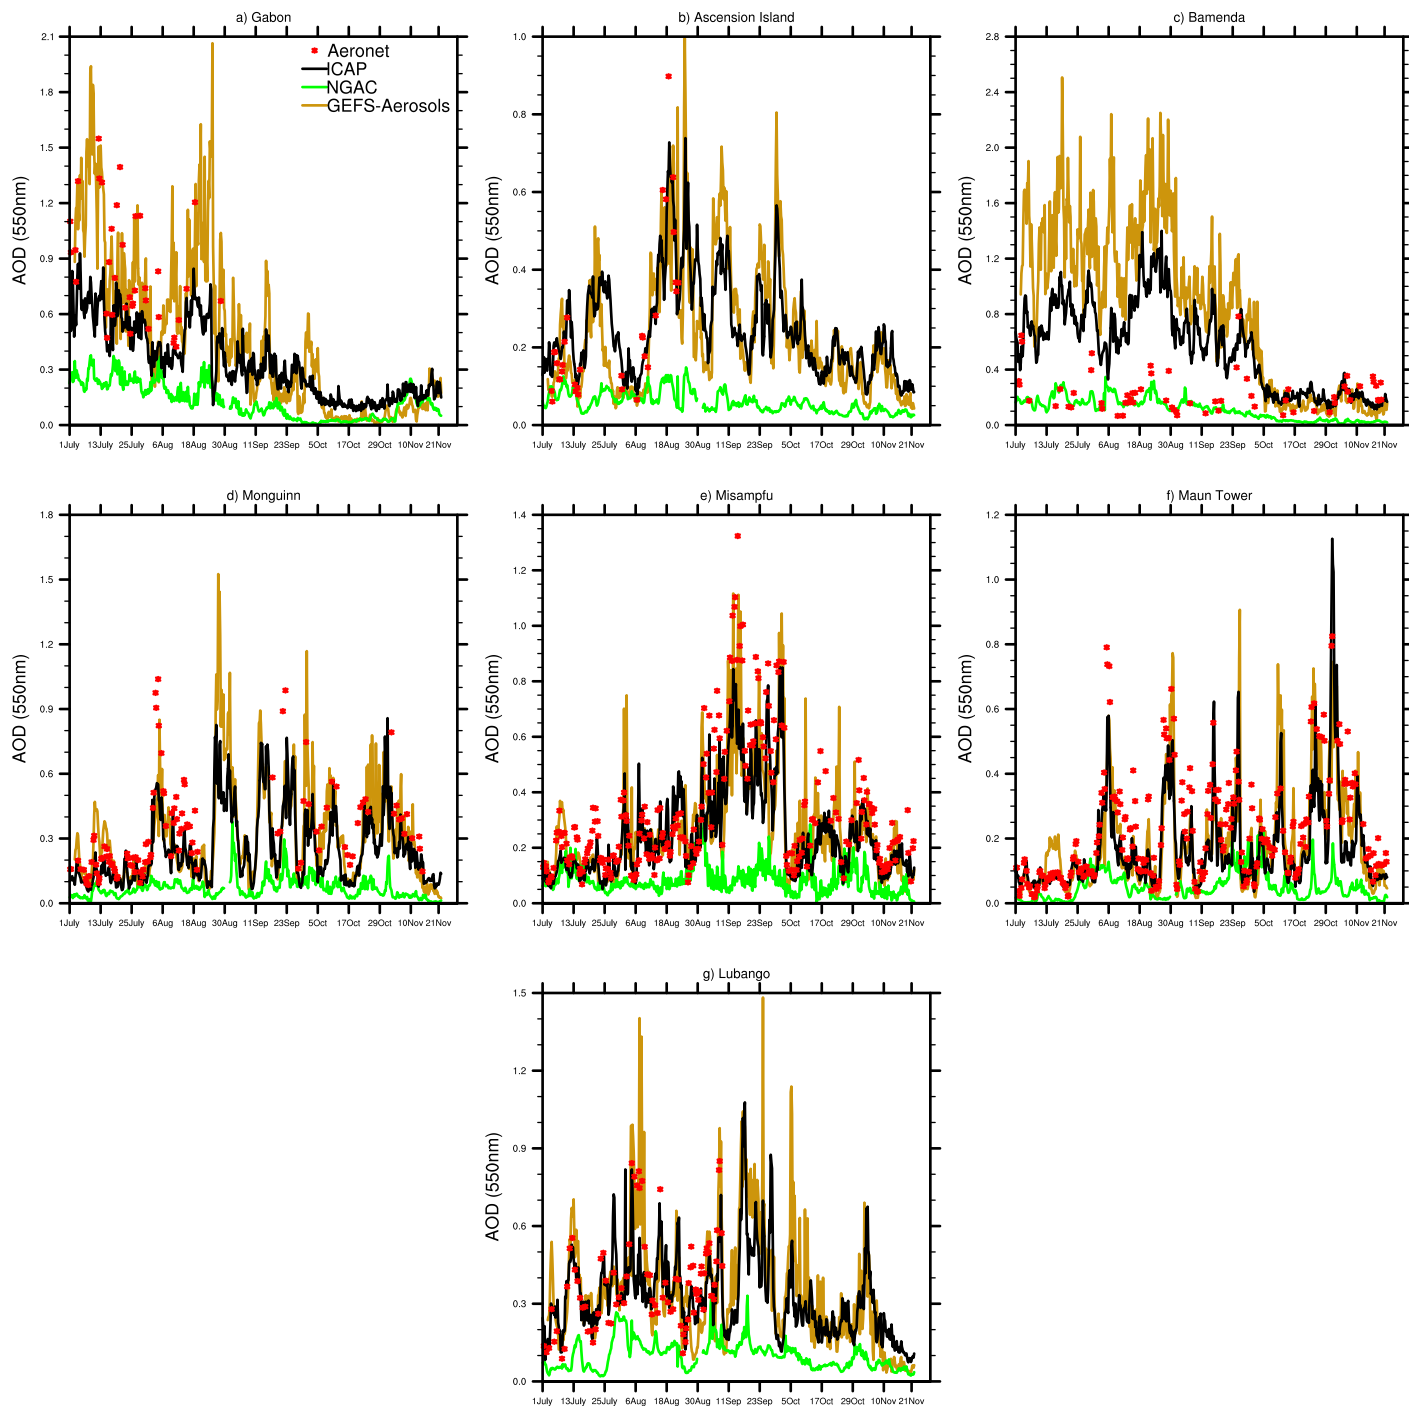 a) Gabon
b) Ascension Island
c) Bamenda
2.1
1.8
1.5
1.2
0.9
0.6
0.3
0.0
AOD (550nm)
Aeronet
ICAP
NGAC
GEFS-Aerosols
1July 13July 25July 6Aug 18Aug 30Aug 11Sep 23Sep 5Oct 17Oct 29Oct 10Nov 21Nov
1.0
0.8
0.6
0.4
0.2
0.0
AOD (550nm)
1July 13July 25July 6Aug 18Aug 30Aug 11Sep 23Sep 5Oct 17Oct 29Oct 10Nov 21Nov
2.8
2.4
2.0
1.6
1.2
0.8
0.4
0.0
AOD (550nm)
1July 13July 25July 6Aug 18Aug 30Aug 11Sep 23Sep 5Oct 17Oct 29Oct 10Nov 21Nov
d) Monguinn
e) Misampfu
f) Maun Tower
1.8
1.5
1.2
0.9
0.6
0.3
0.0
AOD (550nm)
1July 13July 25July 6Aug 18Aug 30Aug 11Sep 23Sep 5Oct 17Oct 29Oct 10Nov 21Nov
1.4
1.2
1.0
0.8
0.6
0.4
0.2
0.0
AOD (550nm)
1July 13July 25July 6Aug 18Aug 30Aug 11Sep 23Sep 5Oct 17Oct 29Oct 10Nov 21Nov
1.2
1.0
0.8
0.6
0.4
0.2
0.0
AOD (550nm)
1July 13July 25July 6Aug 18Aug 30Aug 11Sep 23Sep 5Oct 17Oct 29Oct 10Nov 21Nov
g) Lubango
1.5
1.2
0.9
0.6
0.3
0.0
AOD (550nm)
1July 13July 25July 6Aug 18Aug 30Aug 11Sep 23Sep 5Oct 17Oct 29Oct 10Nov 21Nov